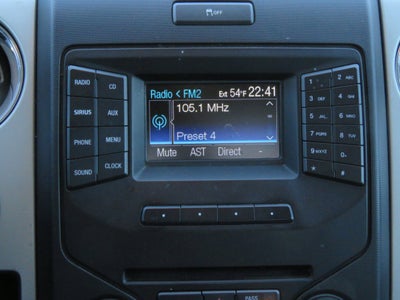 OFF
RADIO CD
SIRIUS AUX
PHONE MENU
SOUND CLOCK
Radio < FM2 Ext 54°F 22:41
105.1 MHz
Preset 4
Mute AST Direct -
1 2 ABC
3 DEF 4 GHI
5 JKL 6 MNO
7 PQRS 8 TUV
9 WXYZ 0
* #
PASS